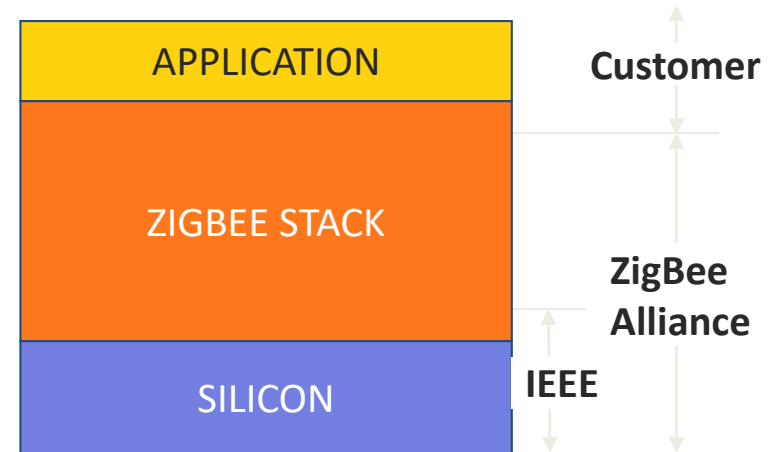 APPLICATION
Customer
ZIGBEE STACK
ZigBee
Alliance
IEEE
SILICON